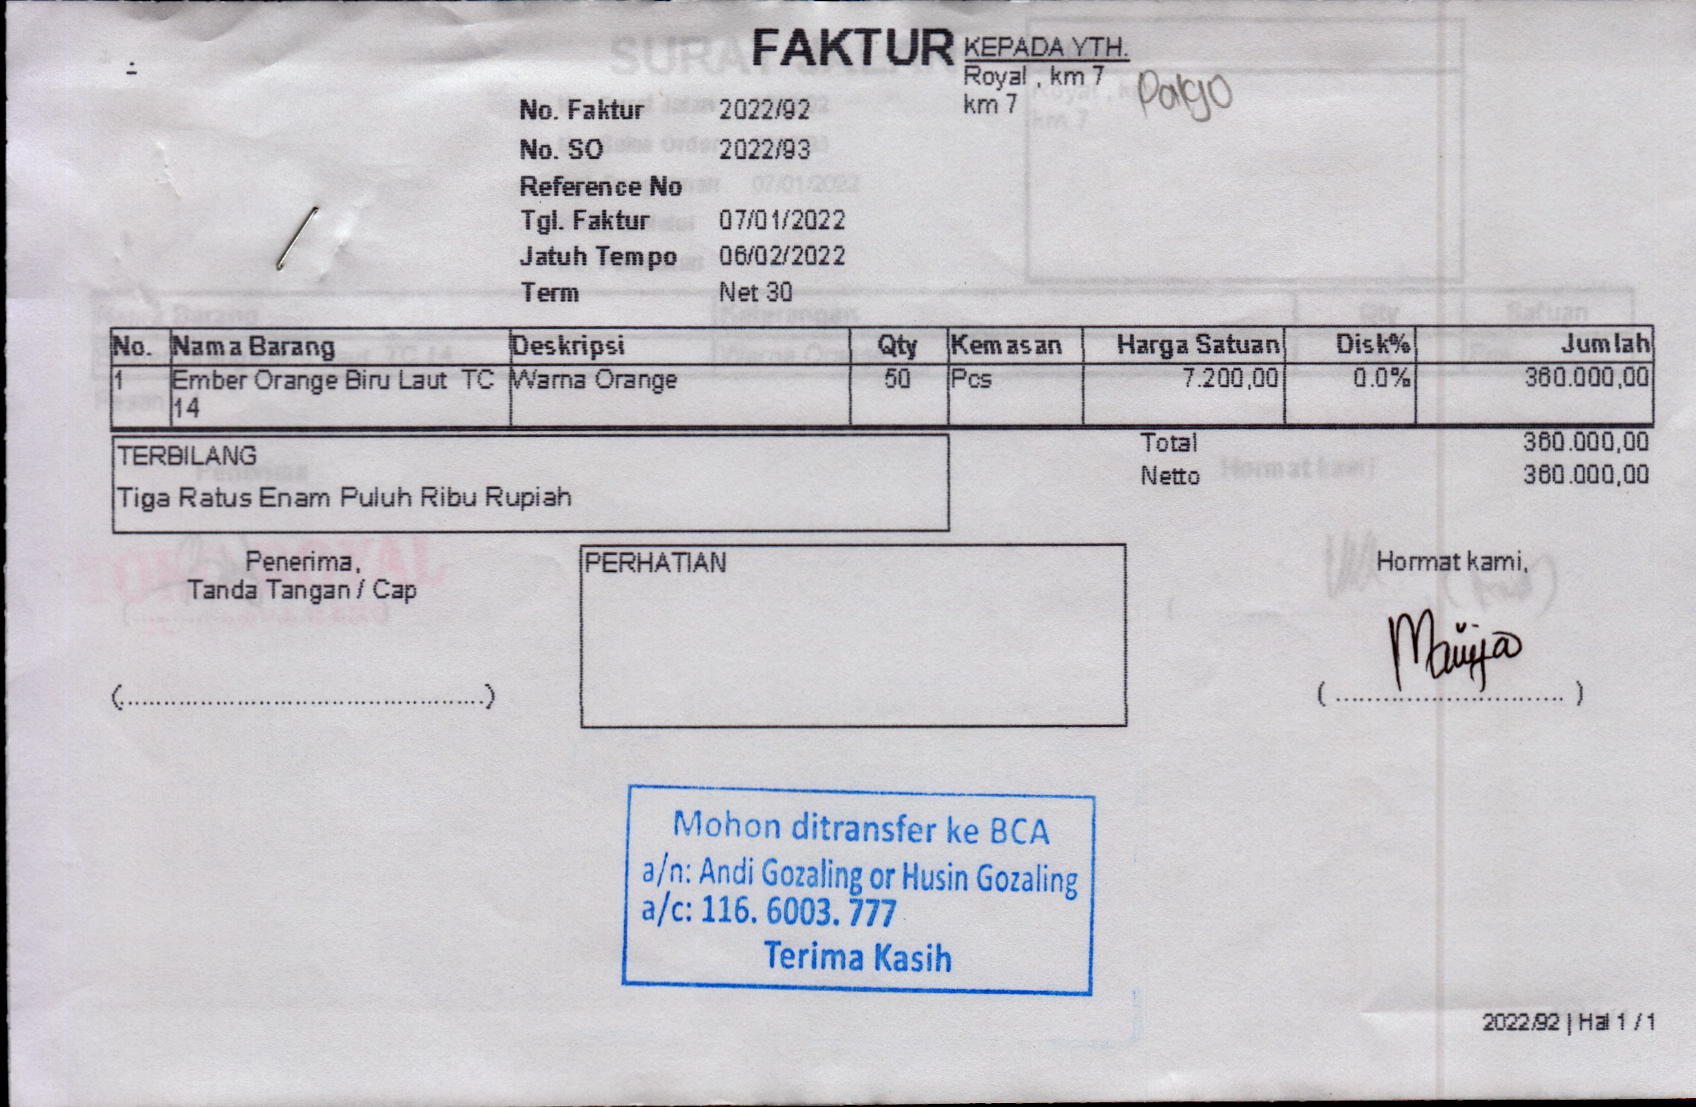 FAKTUR
KEPADA YTH.
Royal , km 7
km 7
No. Faktur 2022/92
No. SO 2022/93
Reference No
Tgl. Faktur 07/01/2022
Jatuh Tempo 06/02/2022
Term Net 30
No. Nama Barang Deskripsi Qty Kemasan Harga Satuan Disk% Jumlah
1 Ember Orange Biru Laut TC Warna Orange 50 Pcs 7.200,00 0.0% 360.000,00
14
Total 360.000,00
TERBILANG
Netto 360.000,00
Tiga Ratus Enam Puluh Ribu Rupiah
Penerima,
Tanda Tangan / Cap
PERHATIAN
Hormat kami,
(................................................)
( ............................. )
Mohon ditransfer ke BCA
a/n: Andi Gozaling or Husin Gozaling
a/c: 116. 6003. 777
Terima Kasih
2022/92 | Hal 1 / 1